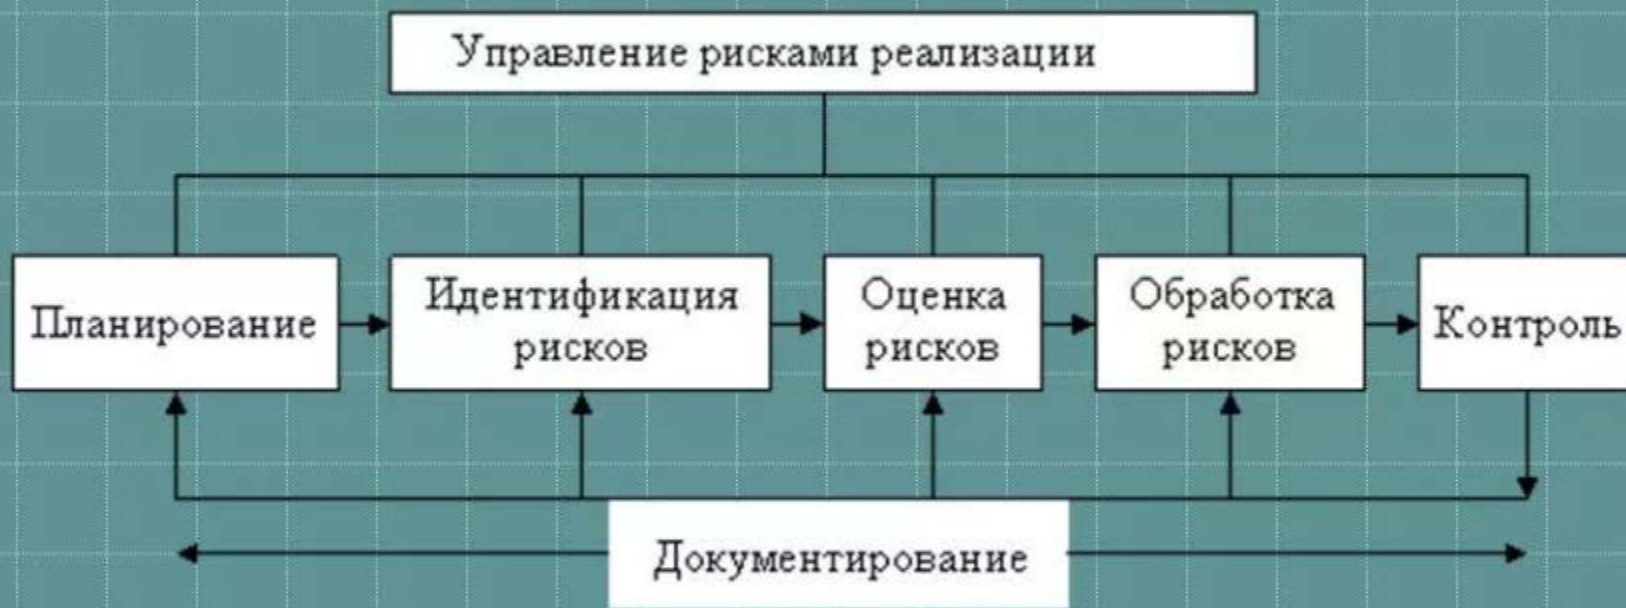 Управление рисками реализации
Планирование
Идентификация
рисков
Оценка
рисков
Обработка
рисков
Контроль
Документирование